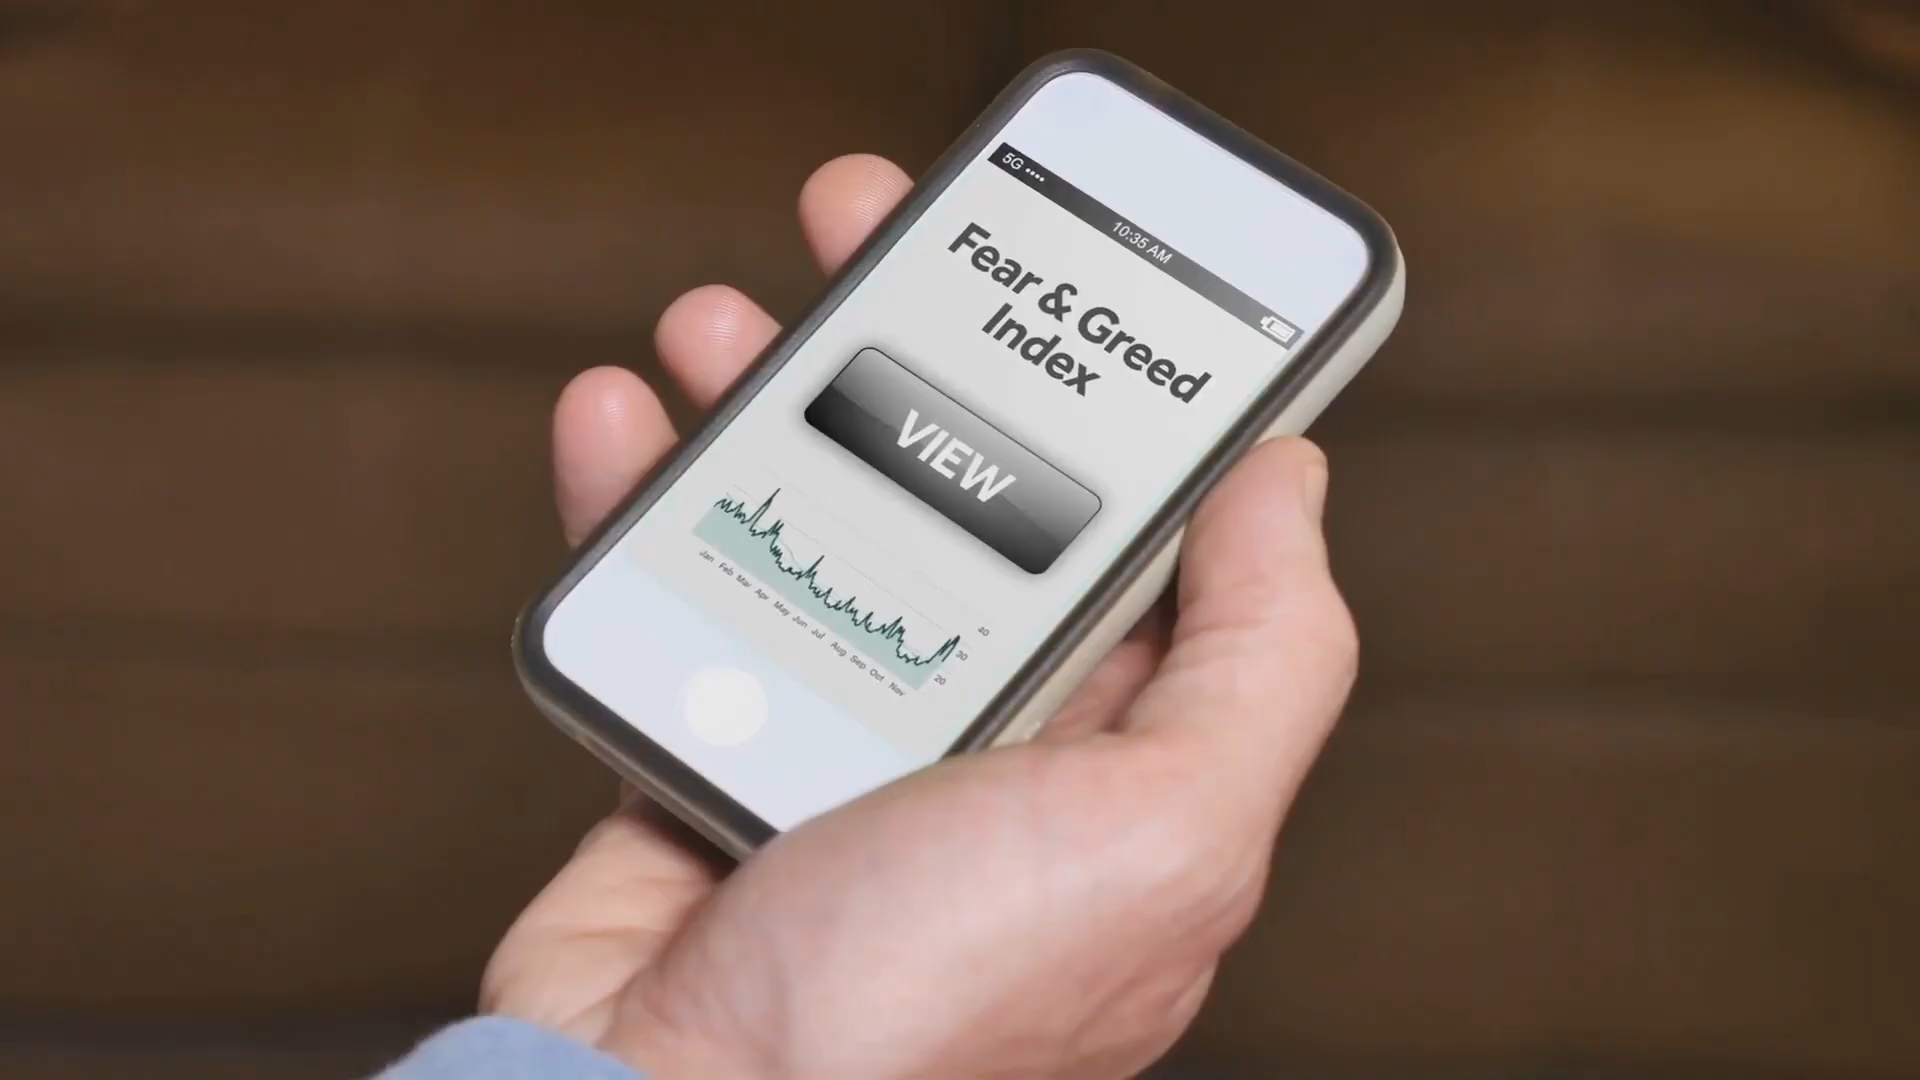 5G
10:35 AM
Fear & Greed
Index
VIEW
40
30
20
Jan Feb Mar Apr May Jun Jul Aug Sep Oct Nov